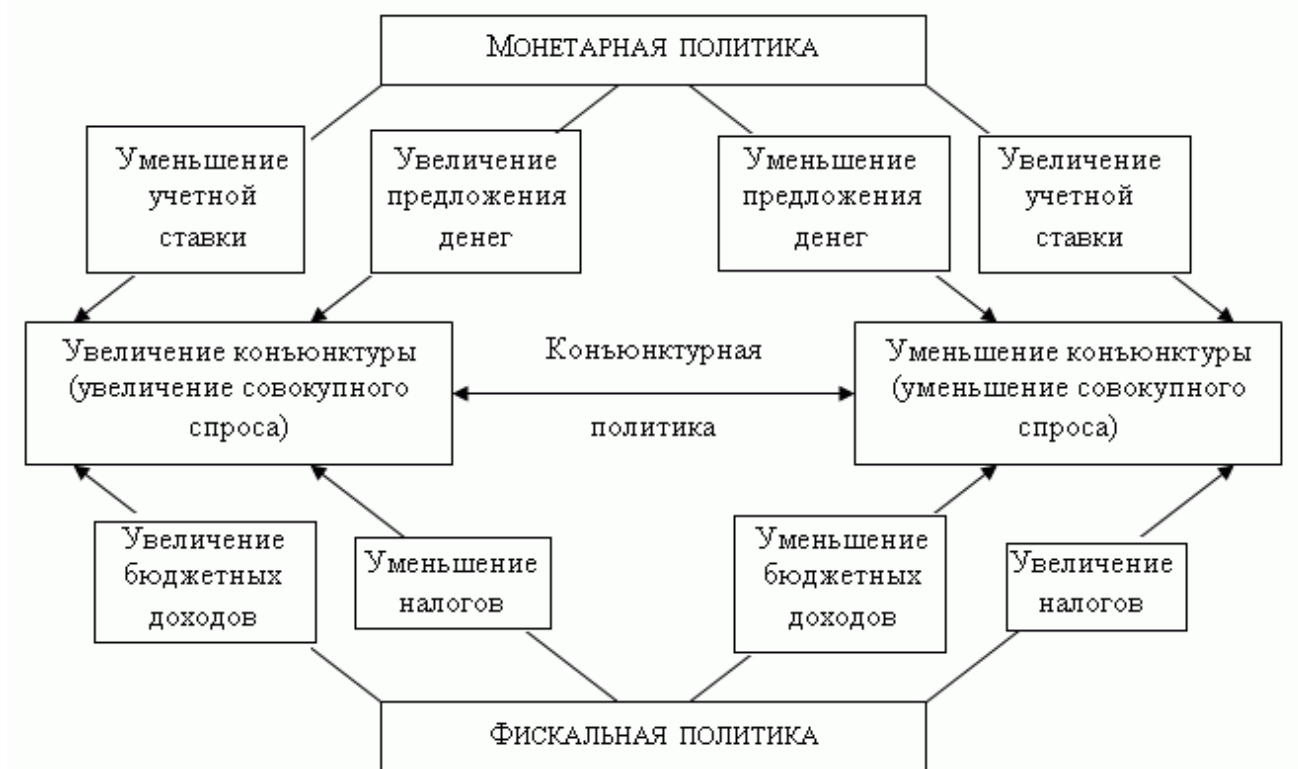 МОНЕТАРНАЯ ПОЛИТИКА
Уменьшение
учетной
ставки
Увеличение
предложения
денег
Уменьшение
предложения
денег
Увеличение
учетной
ставки
Увеличение конъюнктуры
(увеличение совокупного
спроса)
Конъюнктурная
политика
Уменьшение конъюнктуры
(уменьшение совокупного
спроса)
Увеличение
бюджетных
доходов
Уменьшение
налогов
Уменьшение
бюджетных
доходов
Увеличение
налогов
ФИСКАЛЬНАЯ ПОЛИТИКА